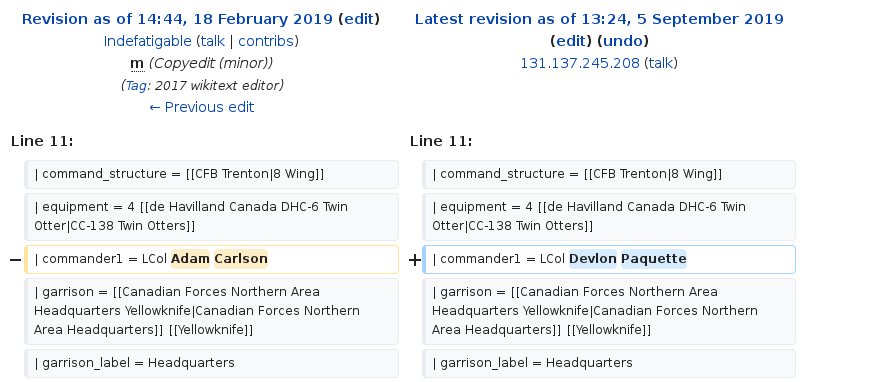 Revision as of 14:44, 18 February 2019 (edit)
Indefatigable (talk | contribs)
m (Copyedit (minor))
(Tag: 2017 wikitext editor)
← Previous edit
Latest revision as of 13:24, 5 September 2019
(edit) (undo)
131.137.245.208 (talk)
Line 11:
Line 11:
| command_structure = [[CFB Trenton|8 Wing]]
| command_structure = [[CFB Trenton|8 Wing]]
| equipment = 4 [[de Havilland Canada DHC-6 Twin
Otter|CC-138 Twin Otters]]
| equipment = 4 [[de Havilland Canada DHC-6 Twin
Otter|CC-138 Twin Otters]]
− | commander1 = LCol Adam Carlson
+ | commander1 = LCol Devlon Paquette
| garrison = [[Canadian Forces Northern Area
Headquarters Yellowknife|Canadian Forces Northern
Area Headquarters]] [[Yellowknife]]
| garrison = [[Canadian Forces Northern Area
Headquarters Yellowknife|Canadian Forces Northern
Area Headquarters]] [[Yellowknife]]
| garrison_label = Headquarters
| garrison_label = Headquarters